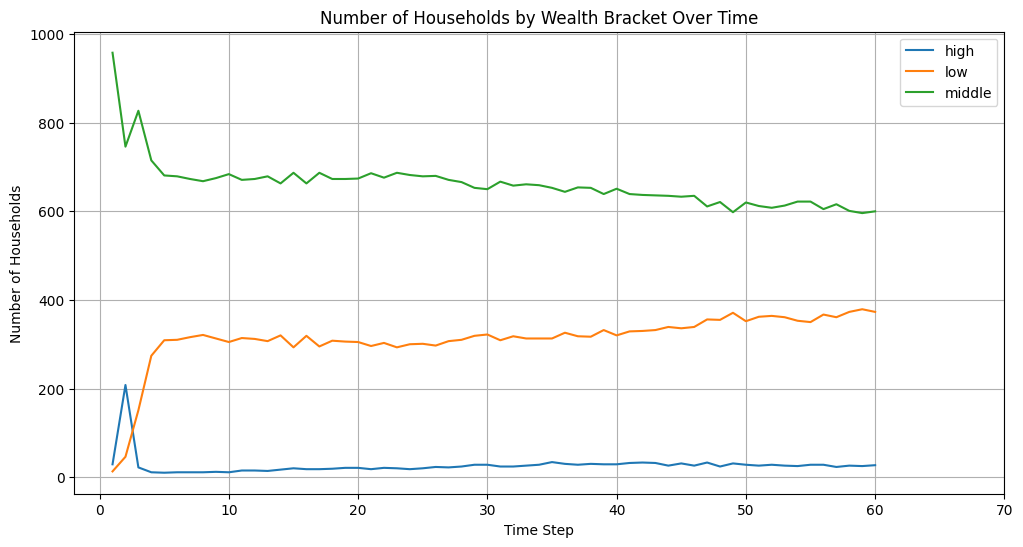 Number of Households by Wealth Bracket Over Time
Number of Households
1000
800
600
400
200
0
high
low
middle
0 10 20 30 40 50 60 70
Time Step